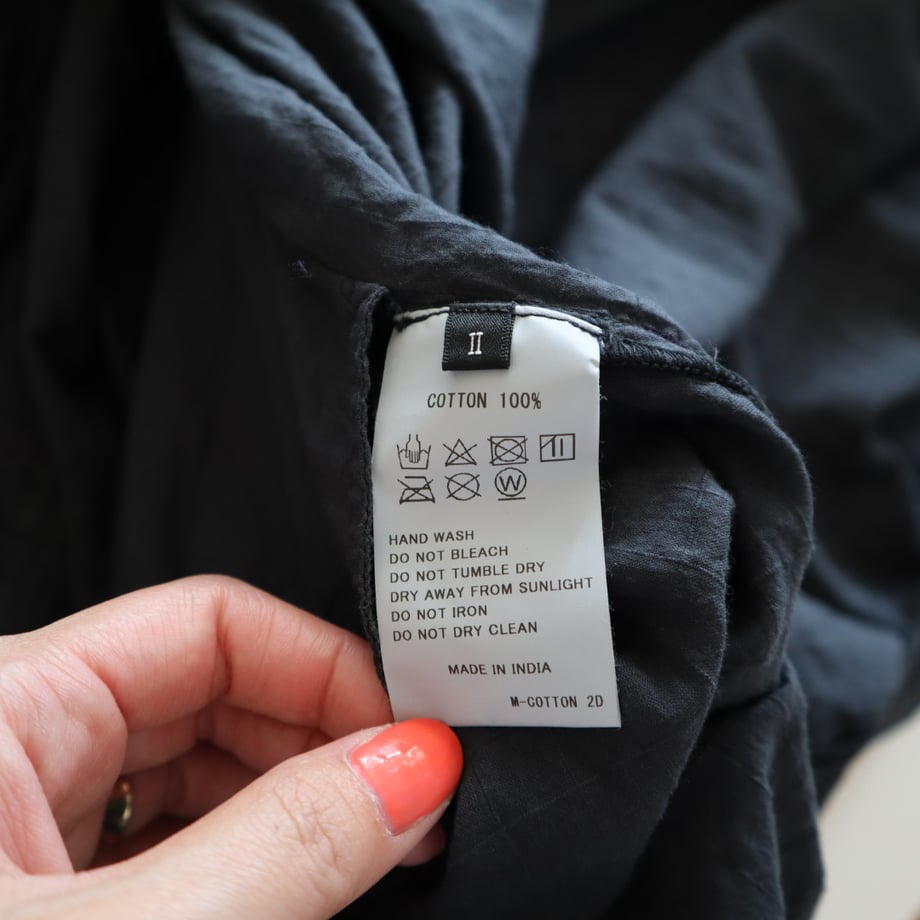 II
COTTON 100%
W
HAND WASH
DO NOT BLEACH
DO NOT TUMBLE DRY
DRY AWAY FROM SUNLIGHT
DO NOT IRON
DO NOT DRY CLEAN
MADE IN INDIA
M-COTTON 2D